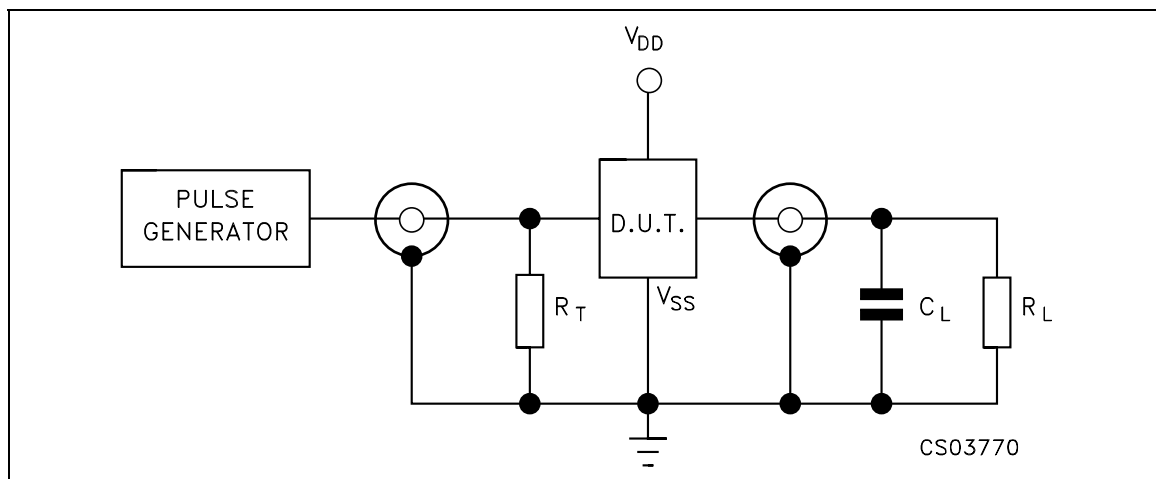 VDD
PULSE
GENERATOR
D.U.T.
RT
VSS
CL
RL
CS03770